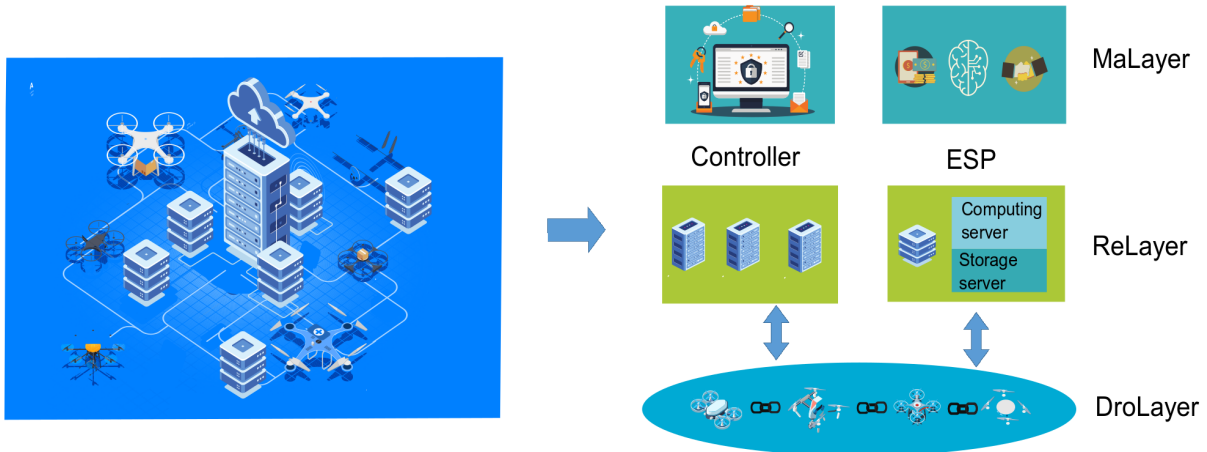 MaLayer
Controller
ESP
Computing
server
Storage
server
ReLayer
DroLayer